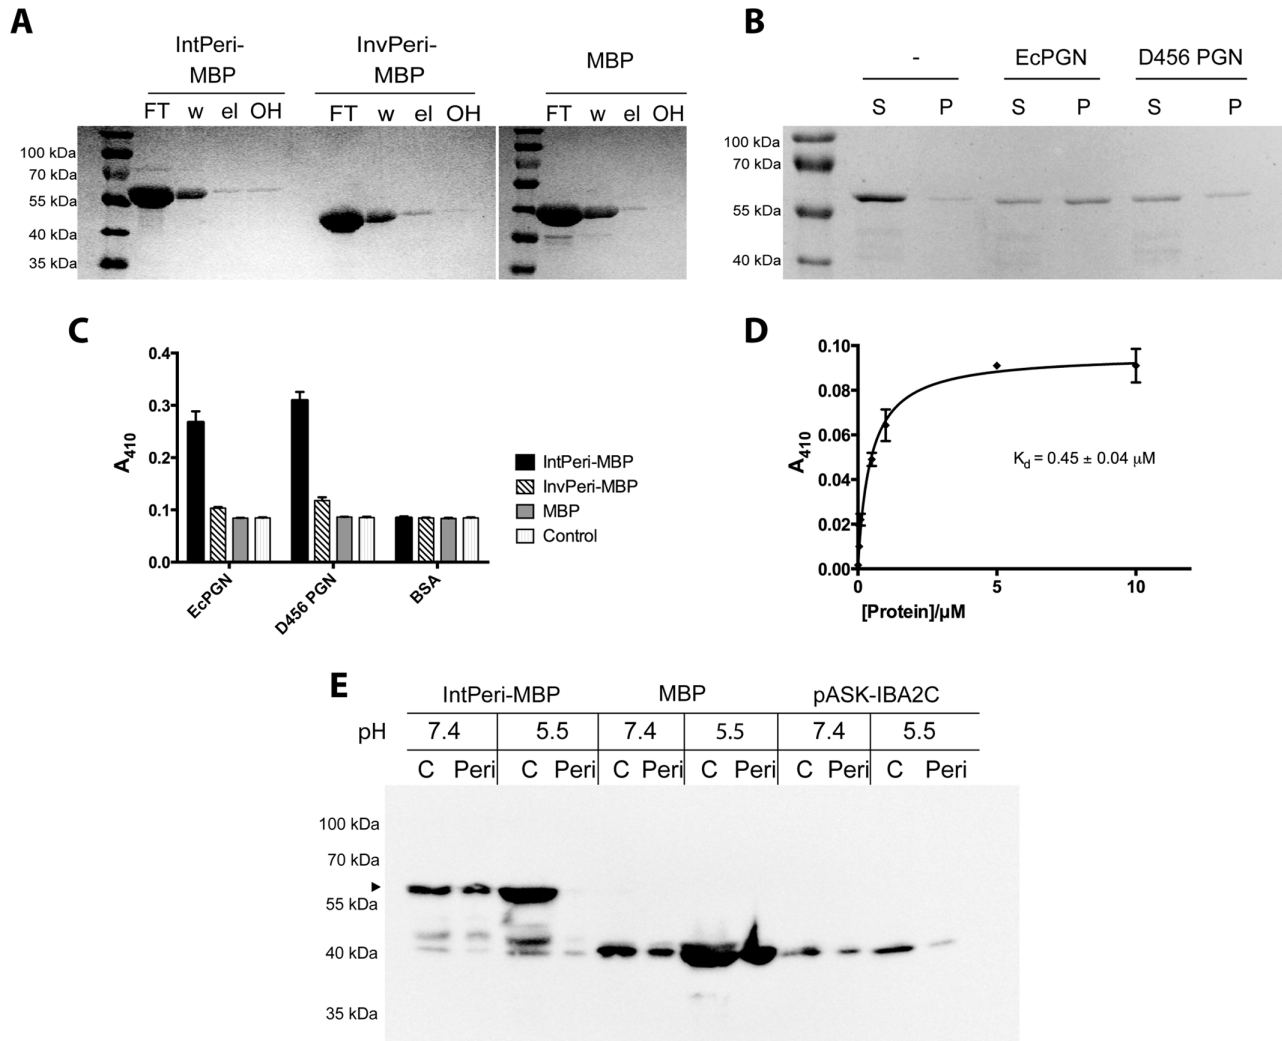 A
IntPeri-
MBP
InvPeri-
MBP
MBP
FT w el OH
FT w el OH
FT w el OH
100 kDa
70 kDa
55 kDa
40 kDa
35 kDa
B
- EcPGN D456 PGN
S P S P S P
100 kDa
70 kDa
55 kDa
40 kDa
C
0.4
0.3
0.2
0.1
0.0
A410
EcPGN
D456 PGN
BSA
IntPeri-MBP
InvPeri-MBP
MBP
Control
D
0.10
0.08
0.06
0.04
0.02
0.00
A410
Kd = 0.45 ± 0.04 µM
0 5 10
[Protein]/µM
E
IntPeri-MBP MBP pASK-IBA2C
pH 7.4 5.5 7.4 5.5 7.4 5.5
C Peri C Peri C Peri C Peri C Peri C Peri
100 kDa
70 kDa
55 kDa
40 kDa
35 kDa